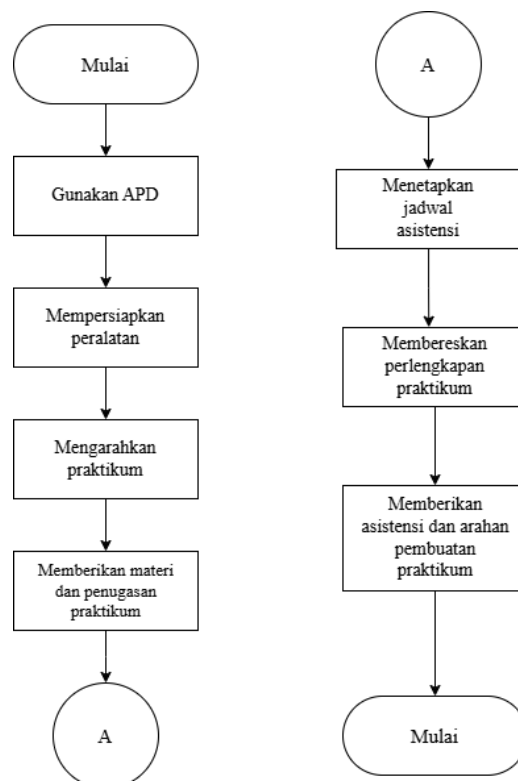 Mulai
Gunakan APD
Mempersiapkan
peralatan
Mengarahkan
praktikum
Memberikan materi
dan penugasan
praktikum
A
A
Menetapkan
jadwal
asistensi
Membereskan
perlengkapan
praktikum
Memberikan
asistensi dan arahan
pembuatan
praktikum
Mulai